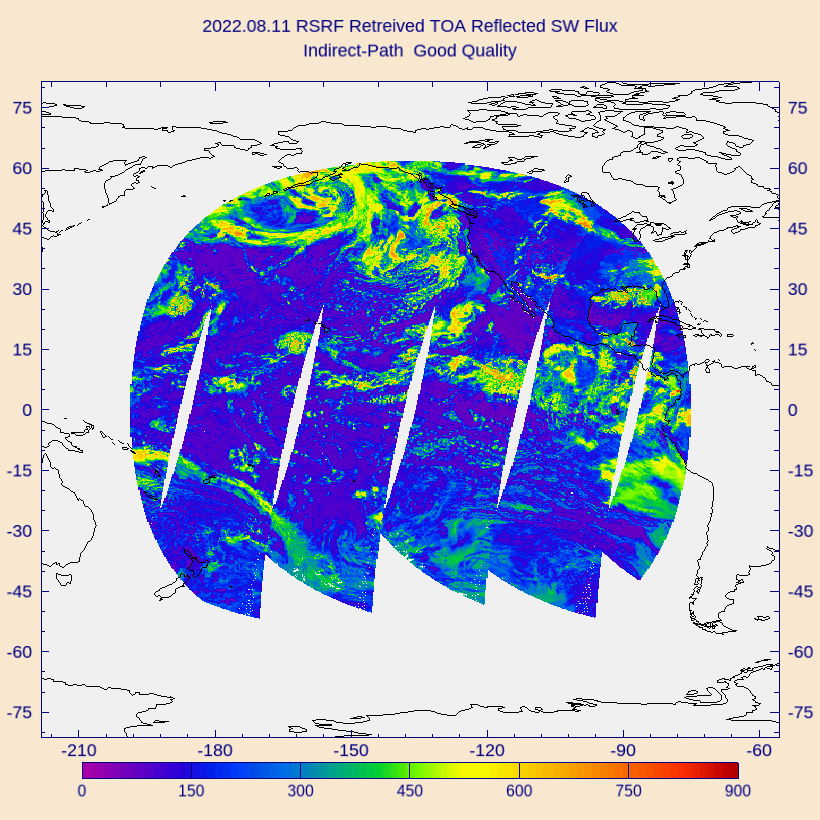 2022.08.11 RSRF Retreived TOA Reflected SW Flux
Indirect-Path  Good Quality
75 75
60 60
45 45
30 30
15 15
0 0
-15 -15
-30 -30
-45 -45
-60 -60
-75 -75
-210 -180 -150 -120 -90 -60
0 150 300 450 600 750 900